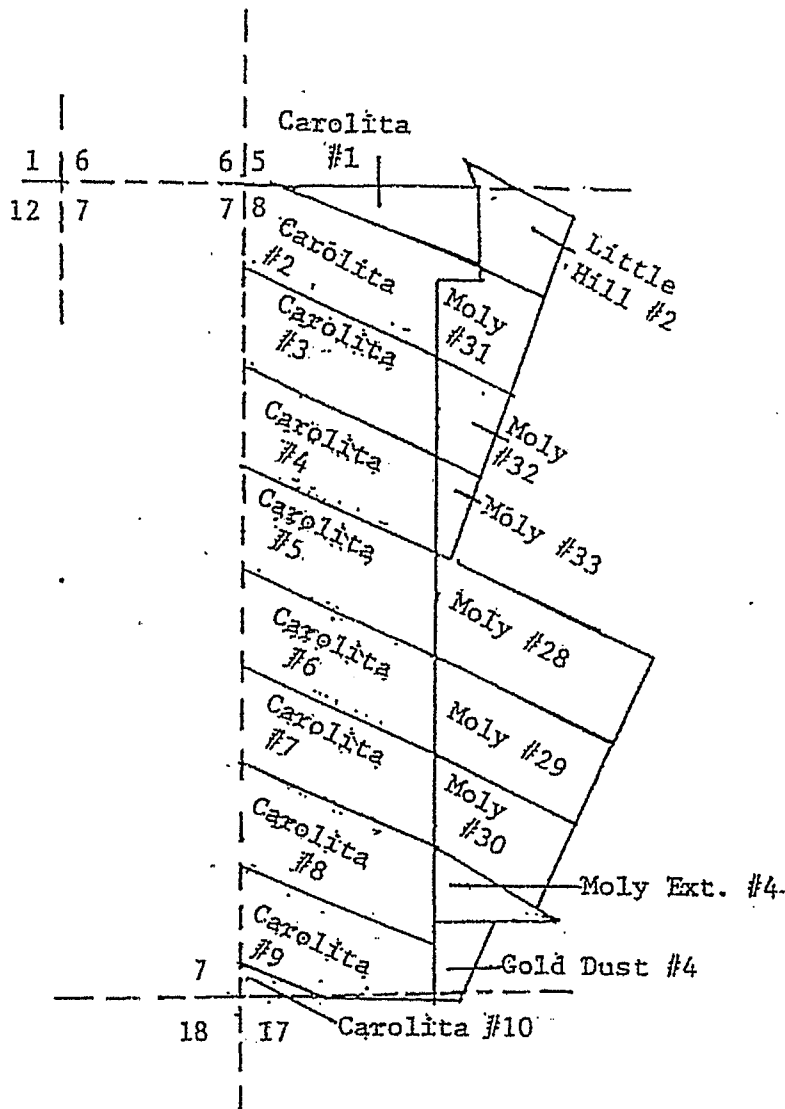 Carolita
#1
1 6
6 5
12 7
7 8
Little
Hill #2
Carolita
#2
Moly
#31
Carolita
#3
Moly
#32
Carolita
#4
Moly #33
Carolita
#5
Moly #28
Carolita
#6
Moly #29
Carolita
#7
Moly
#30
Carolita
#8
Moly Ext. #4
Carolita
#9
Gold Dust #4
7
18 17
Carolita #10